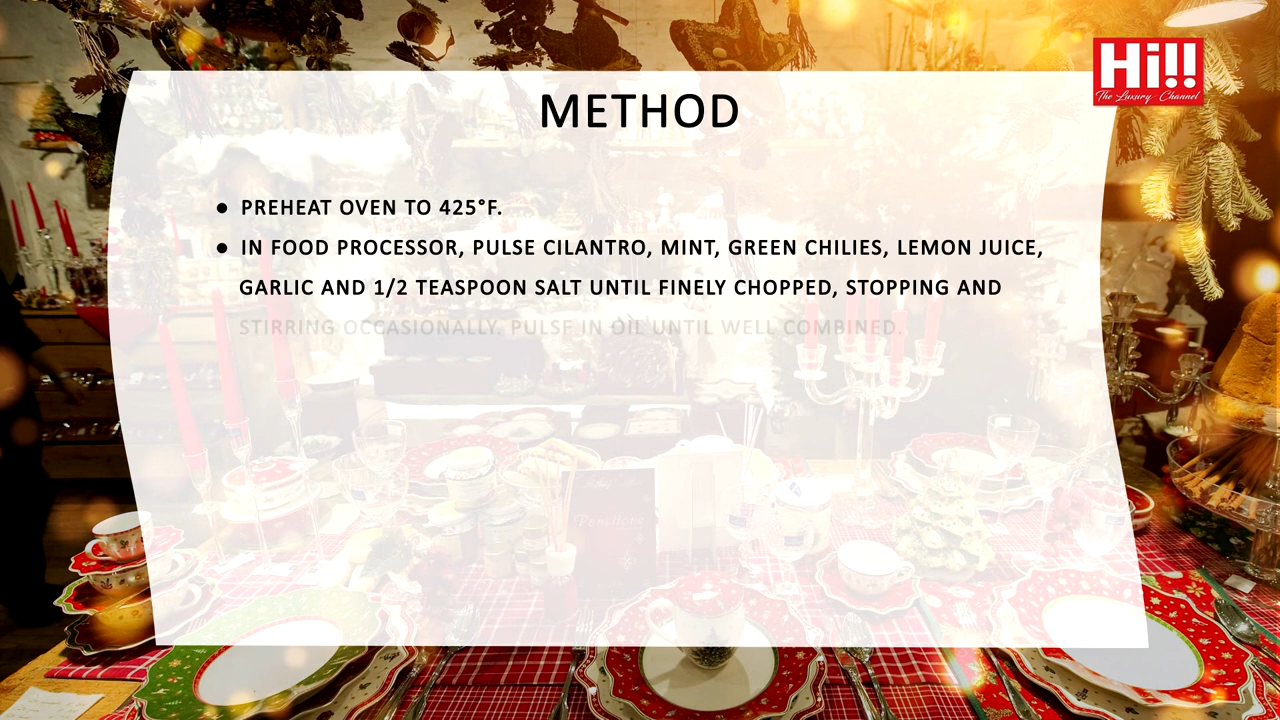 Hi!!
The Luxury Channel
METHOD
● PREHEAT OVEN TO 425°F.
● IN FOOD PROCESSOR, PULSE CILANTRO, MINT, GREEN CHILIES, LEMON JUICE,
GARLIC AND 1/2 TEASPOON SALT UNTIL FINELY CHOPPED, STOPPING AND
STIRRING OCCASIONALLY. PULSE IN OIL UNTIL WELL COMBINED.